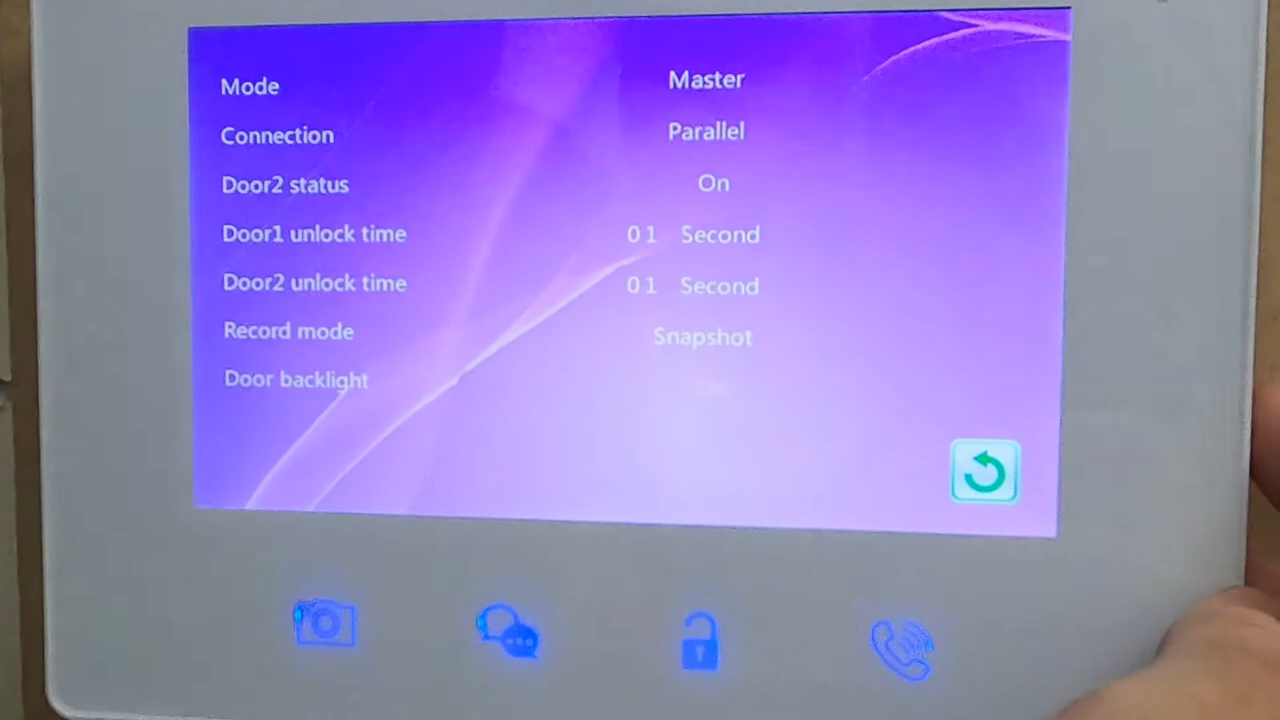 Mode Master
Connection Parallel
Door2 status On
Door1 unlock time 01 Second
Door2 unlock time 01 Second
Record mode Snapshot
Door backlight